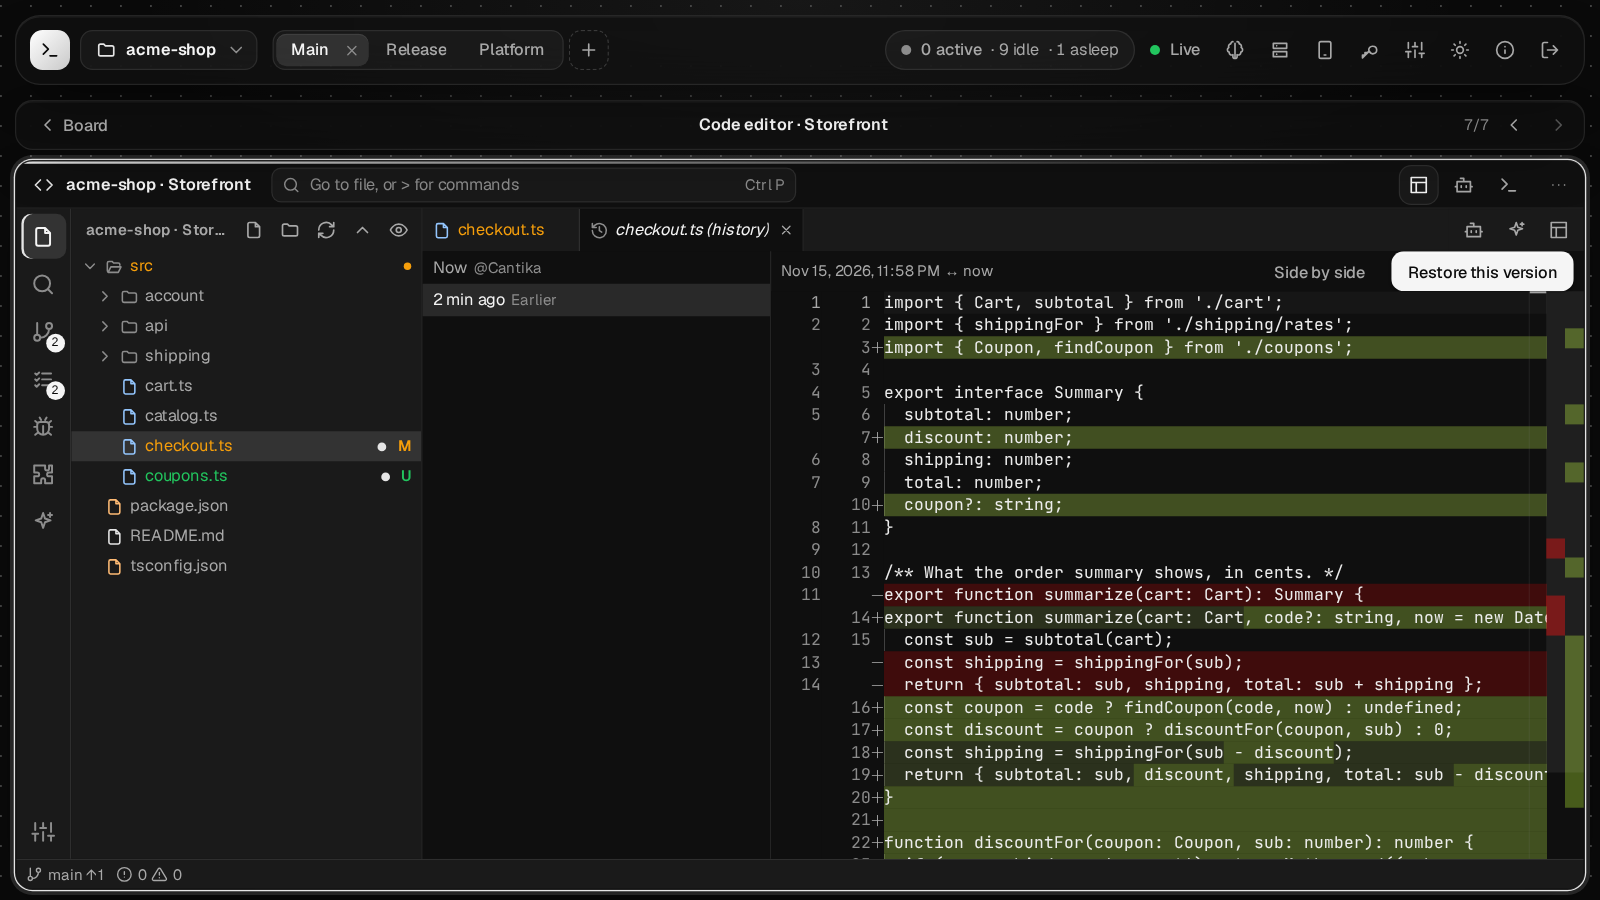 acme-shop
Main
Release
Platform
0 active · 9 idle · 1 asleep
Live
Board
Code editor · Storefront
7/7
acme-shop · Storefront
Go to file, or > for commands
Ctrl P
acme-shop · Stor...
checkout.ts
checkout.ts (history)
src
account
api
shipping
cart.ts
catalog.ts
checkout.ts M
coupons.ts U
package.json
README.md
tsconfig.json
2
2
Now @Cantika
2 min ago Earlier
Nov 15, 2026, 11:58 PM ↔ now
Side by side
Restore this version
1 1 import { Cart, subtotal } from './cart';
2 2 import { shippingFor } from './shipping/rates';
3+ import { Coupon, findCoupon } from './coupons';
3 4
4 5 export interface Summary {
5 6 subtotal: number;
7+ discount: number;
6 8 shipping: number;
7 9 total: number;
10+ coupon?: string;
8 11 }
9 12
10 13 /** What the order summary shows, in cents. */
11 − export function summarize(cart: Cart): Summary {
14+ export function summarize(cart: Cart, code?: string, now = new Date
12 15 const sub = subtotal(cart);
13 − const shipping = shippingFor(sub);
14 − return { subtotal: sub, shipping, total: sub + shipping };
16+ const coupon = code ? findCoupon(code, now) : undefined;
17+ const discount = coupon ? discountFor(coupon, sub) : 0;
18+ const shipping = shippingFor(sub - discount);
19+ return { subtotal: sub, discount, shipping, total: sub - discount
20+ }
21+
22+ function discountFor(coupon: Coupon, sub: number): number {
main ↑1
0
0